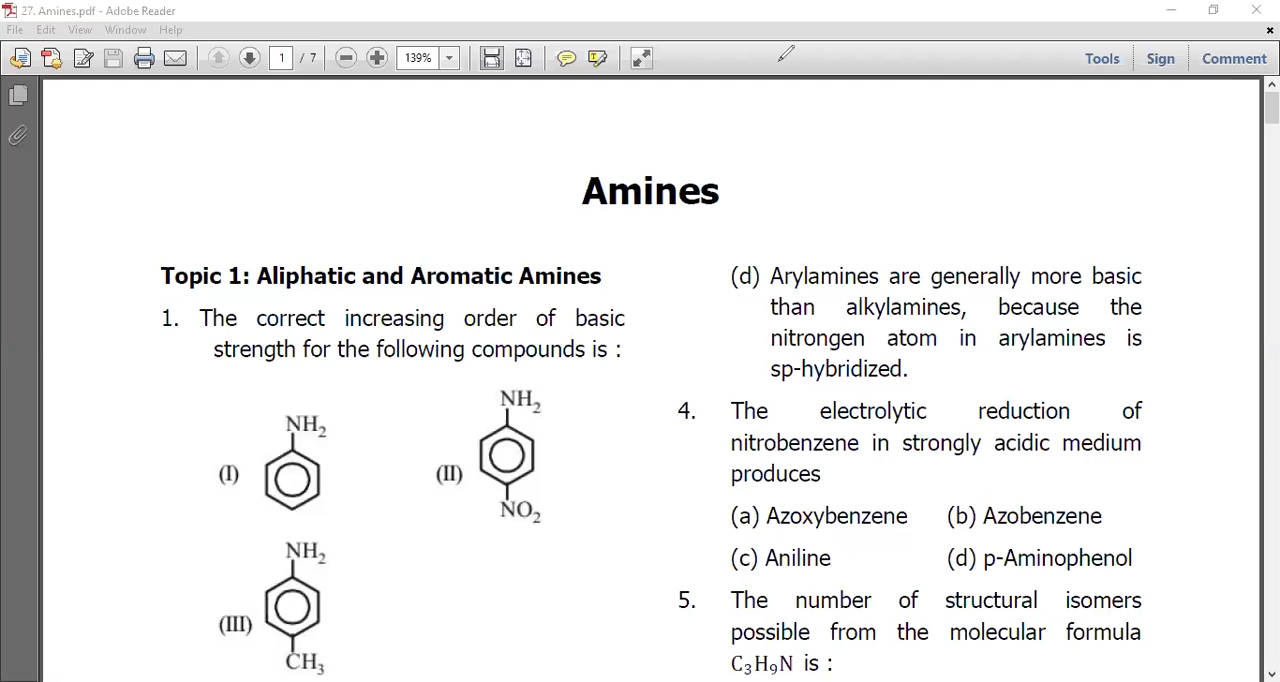 27. Amines.pdf - Adobe Reader
File Edit View Window Help
1 / 7 139% Tools Sign Comment
Amines
Topic 1: Aliphatic and Aromatic Amines
1. The correct increasing order of basic
strength for the following compounds is :
NH2
(I)
NH2
(II)
NO2
NH2
(III)
CH3
(d) Arylamines are generally more basic
than alkylamines, because the
nitrongen atom in arylamines is
sp-hybridized.
4. The electrolytic reduction of
nitrobenzene in strongly acidic medium
produces
(a) Azoxybenzene (b) Azobenzene
(c) Aniline (d) p-Aminophenol
5. The number of structural isomers
possible from the molecular formula
C3H9N is :